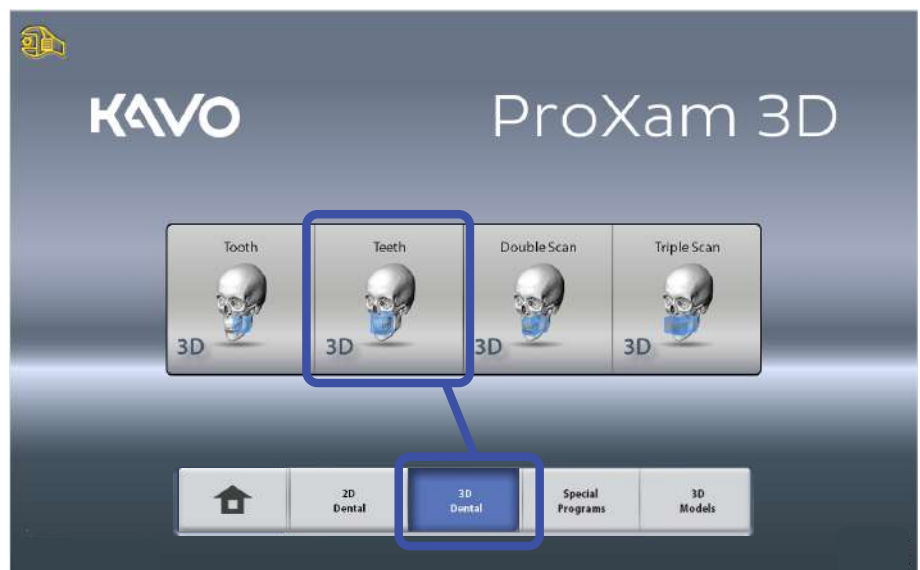 KAVO
ProXam 3D
Tooth
Teeth
Double Scan
Triple Scan
3D
3D
3D
3D
2D
Dental
3D
Dental
Special
Programs
3D
Models